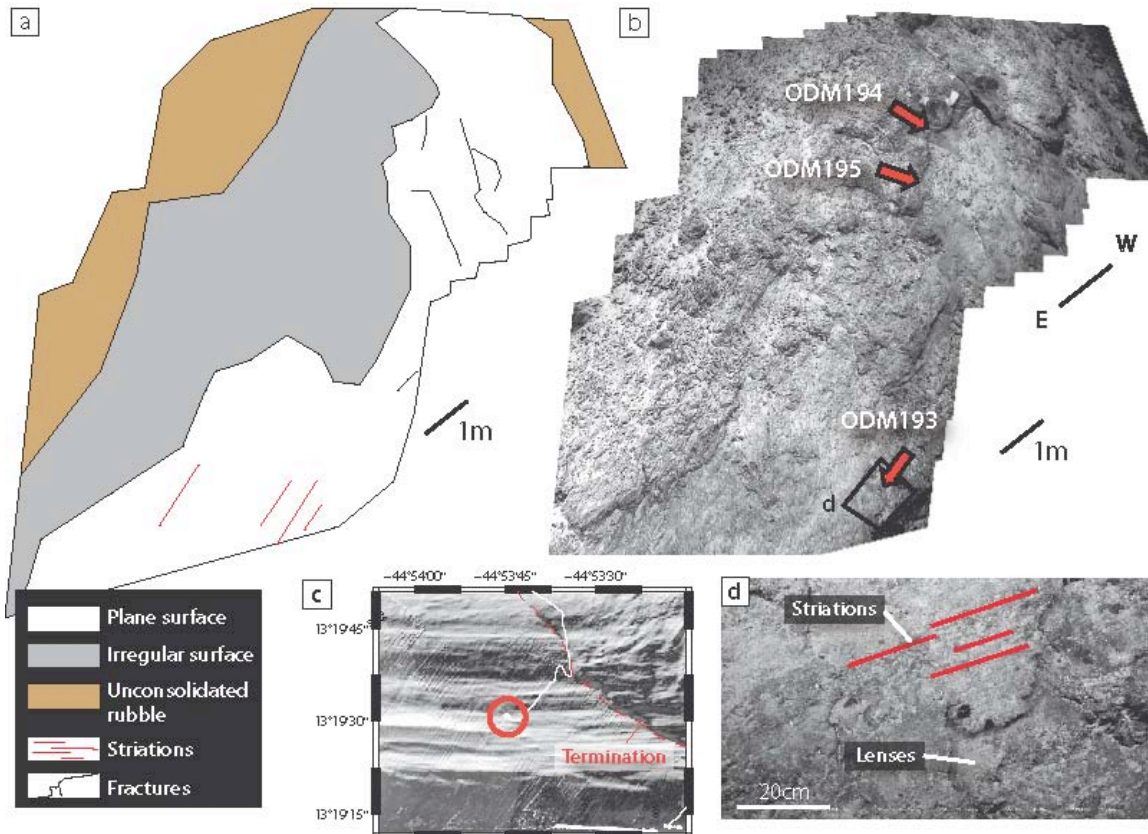 a
1m
Plane surface
Irregular surface
Unconsolidated
rubble
Striations
Fractures
b
ODM194
ODM195
W
E
ODM193
1m
d
c
−44°54'00"
−44°53'45"
−44°53'30"
13°19'45"
13°19'30"
13°19'15"
Termination
d
Striations
Lenses
20cm